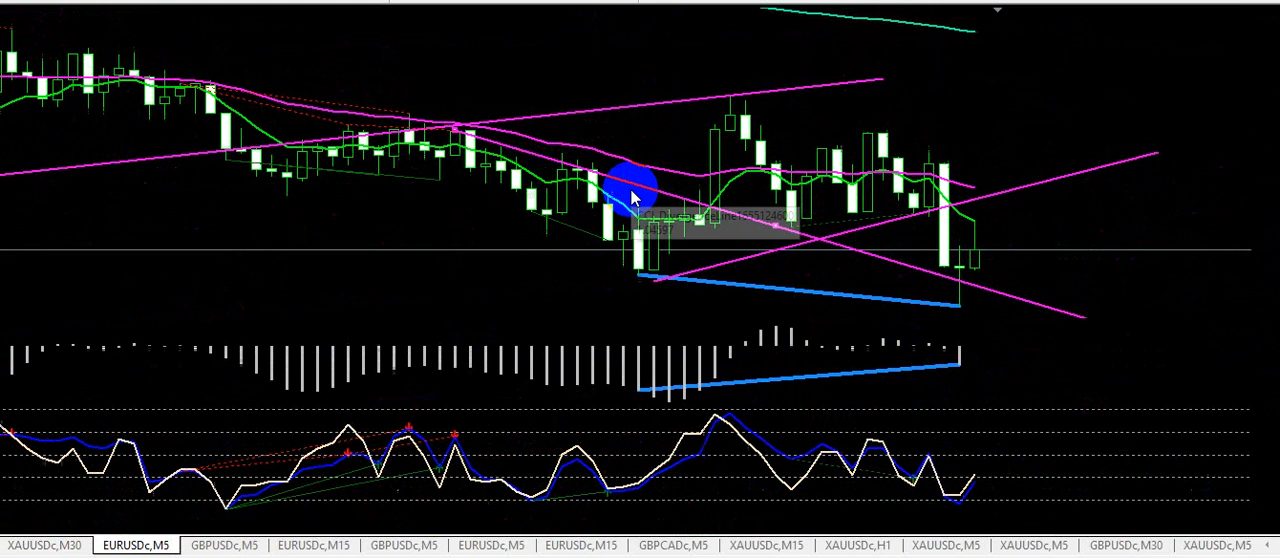 XAUUSDc,M30
EURUSDc,M5
GBPUSDc,M5
EURUSDc,M15
GBPUSDc,M5
EURUSDc,M5
EURUSDc,M15
GBPCADc,M5
XAUUSDc,M15
XAUUSDc,H1
XAUUSDc,M5
XAUUSDc,M5
GBPUSDc,M30
XAUUSDc,M5